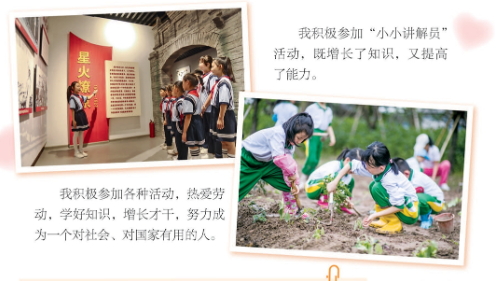 我积极参加“小小讲解员”
活动，既增长了知识，又提高
了能力。
星火燎
我积极参加各种活动，热爱劳
动，学好知识，增长才干，努力成
为一个对社会、对国家有用的人。